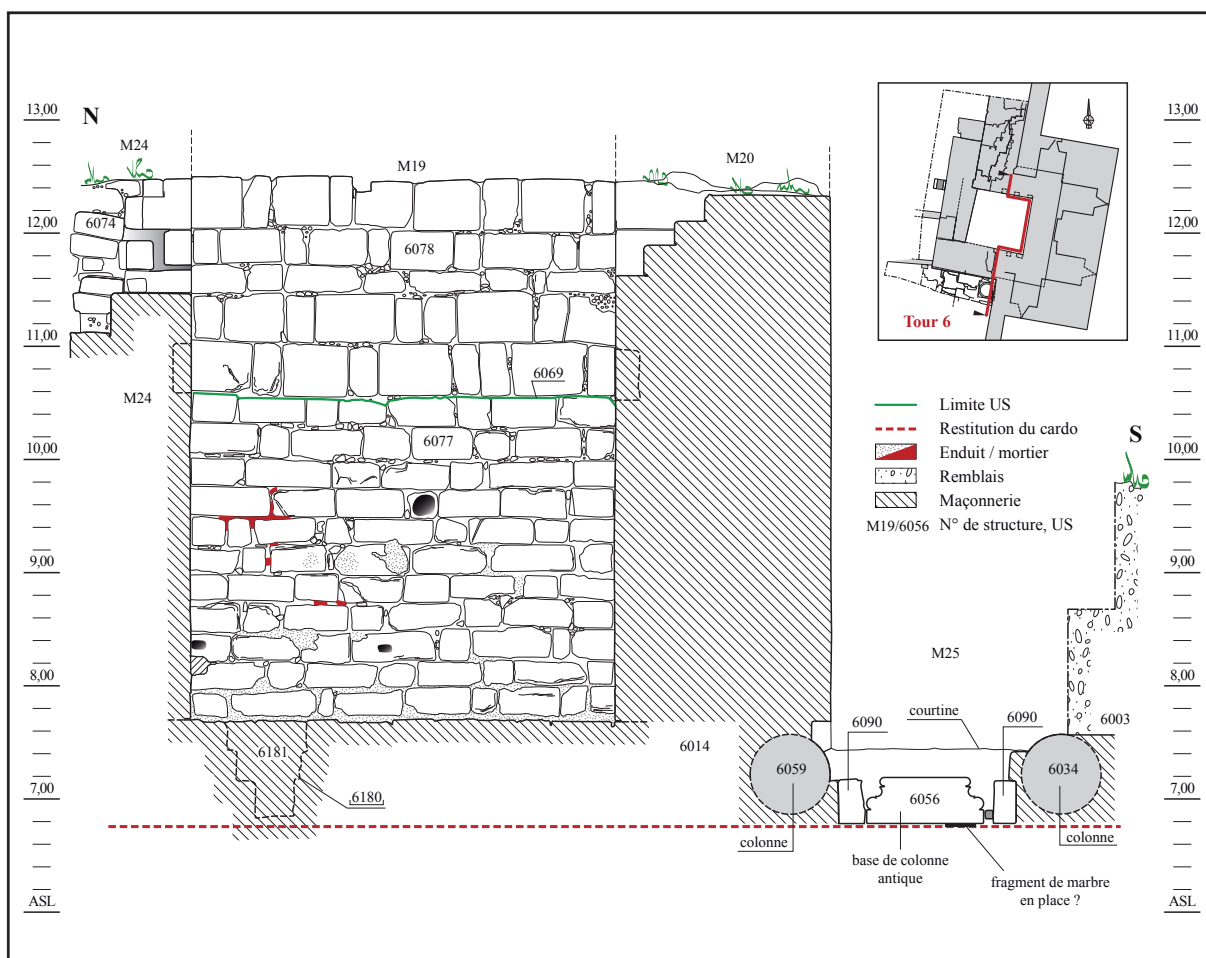 13,00
N
M24
M19
M20
13,00
6074
12,00
6078
12,00
11,00
Tour 6
11,00
6069
M24
Limite US
Restitution du cardo
S
10,00
6077
Enduit / mortier
10,00
Remblais
Maçonnerie
M19/6056 N° de structure, US
9,00
9,00
M25
8,00
8,00
6090
courtine
6090
6003
6181
6014
6059
6034
7,00
6180
6056
7,00
colonne
base de colonne
antique
colonne
fragment de marbre
en place ?
ASL
ASL